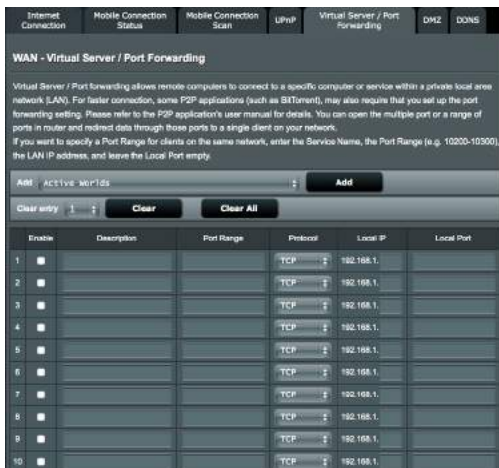 Internet Connection Mobile Connection Status Mobile Connection Scan UPnP Virtual Server / Port Forwarding DMZ DDNS
WAN - Virtual Server / Port Forwarding
Virtual Server / Port forwarding allows remote computers to connect to a specific computer or service within a private local area
network (LAN). For faster connection, some P2P applications (such as BitTorrent), may also require that you set up the port
forwarding setting. Please refer to the P2P application's user manual for details. You can open the multiple port or a range of
ports in router and redirect data through those ports to a single client on your network.
If you want to specify a Port Range for clients on the same network, enter the Service Name, the Port Range (e.g. 10200-10300),
the LAN IP address, and leave the Local Port empty.
Add Active Worlds Add
Clear entry 1 Clear Clear All
Enable Description Port Range Protocol Local IP Local Port
1 TCP 192.168.1.
2 TCP 192.168.1.
3 TCP 192.168.1.
4 TCP 192.168.1.
5 TCP 192.168.1.
6 TCP 192.168.1.
7 TCP 192.168.1.
8 TCP 192.168.1.
9 TCP 192.168.1.
10 TCP 192.168.1.